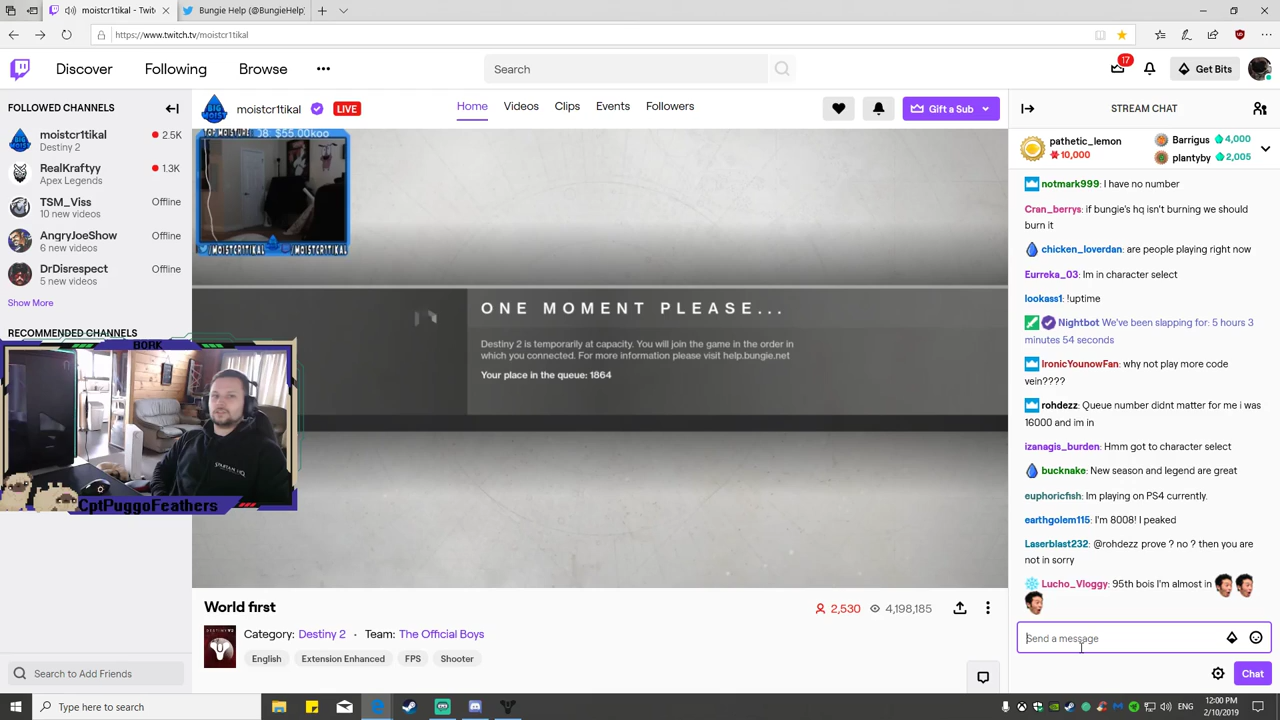 moistcr1tikal - Twitc
Bungie Help (@BungieHelp)
https://www.twitch.tv/moistcr1tikal
Discover
Following
Browse
Search
17
Get Bits
FOLLOWED CHANNELS
moistcr1tikal
2.5K
Destiny 2
RealKraftyy
1.3K
Apex Legends
TSM_Viss
Offline
10 new videos
AngryJoeShow
Offline
6 new videos
DrDisrespect
Offline
5 new videos
Show More
RECOMMENDED CHANNELS
BIG MOIST
moistcr1tikal
LIVE
Home
Videos
Clips
Events
Followers
Gift a Sub
/MOISTCR1TIKAL
/MOISTCR1TIKAL
ONE MOMENT PLEASE...
Destiny 2 is temporarily at capacity. You will join the game in the order in
which you connected. For more information please visit help.bungie.net
Your place in the queue: 1864
BORK
SPARTAN HQ
CptPuggoFeathers
World first
2,530
4,198,185
Category: Destiny 2 · Team: The Official Boys
English
Extension Enhanced
FPS
Shooter
Search to Add Friends
STREAM CHAT
pathetic_lemon
10,000
Barrigus
4,000
plantyby
2,005
notmark999: I have no number
Cran_berrys: if bungie's hq isn't burning we should
burn it
chicken_loverdan: are people playing right now
Eurreka_03: Im in character select
lookass1: !uptime
Nightbot We've been slapping for: 5 hours 3
minutes 54 seconds
IronicYounowFan: why not play more code
vein????
rohdezz: Queue number didnt matter for me i was
16000 and im in
izanagis_burden: Hmm got to character select
bucknake: New season and legend are great
euphoricfish: Im playing on PS4 currently.
earthgolem115: I'm 8008! I peaked
Laserblast232: @rohdezz prove ? no ? then you are
not in sorry
Lucho_Vloggy: 95th bois I'm almost in
Send a message
Chat
Type here to search
12:00 PM
2/10/2019